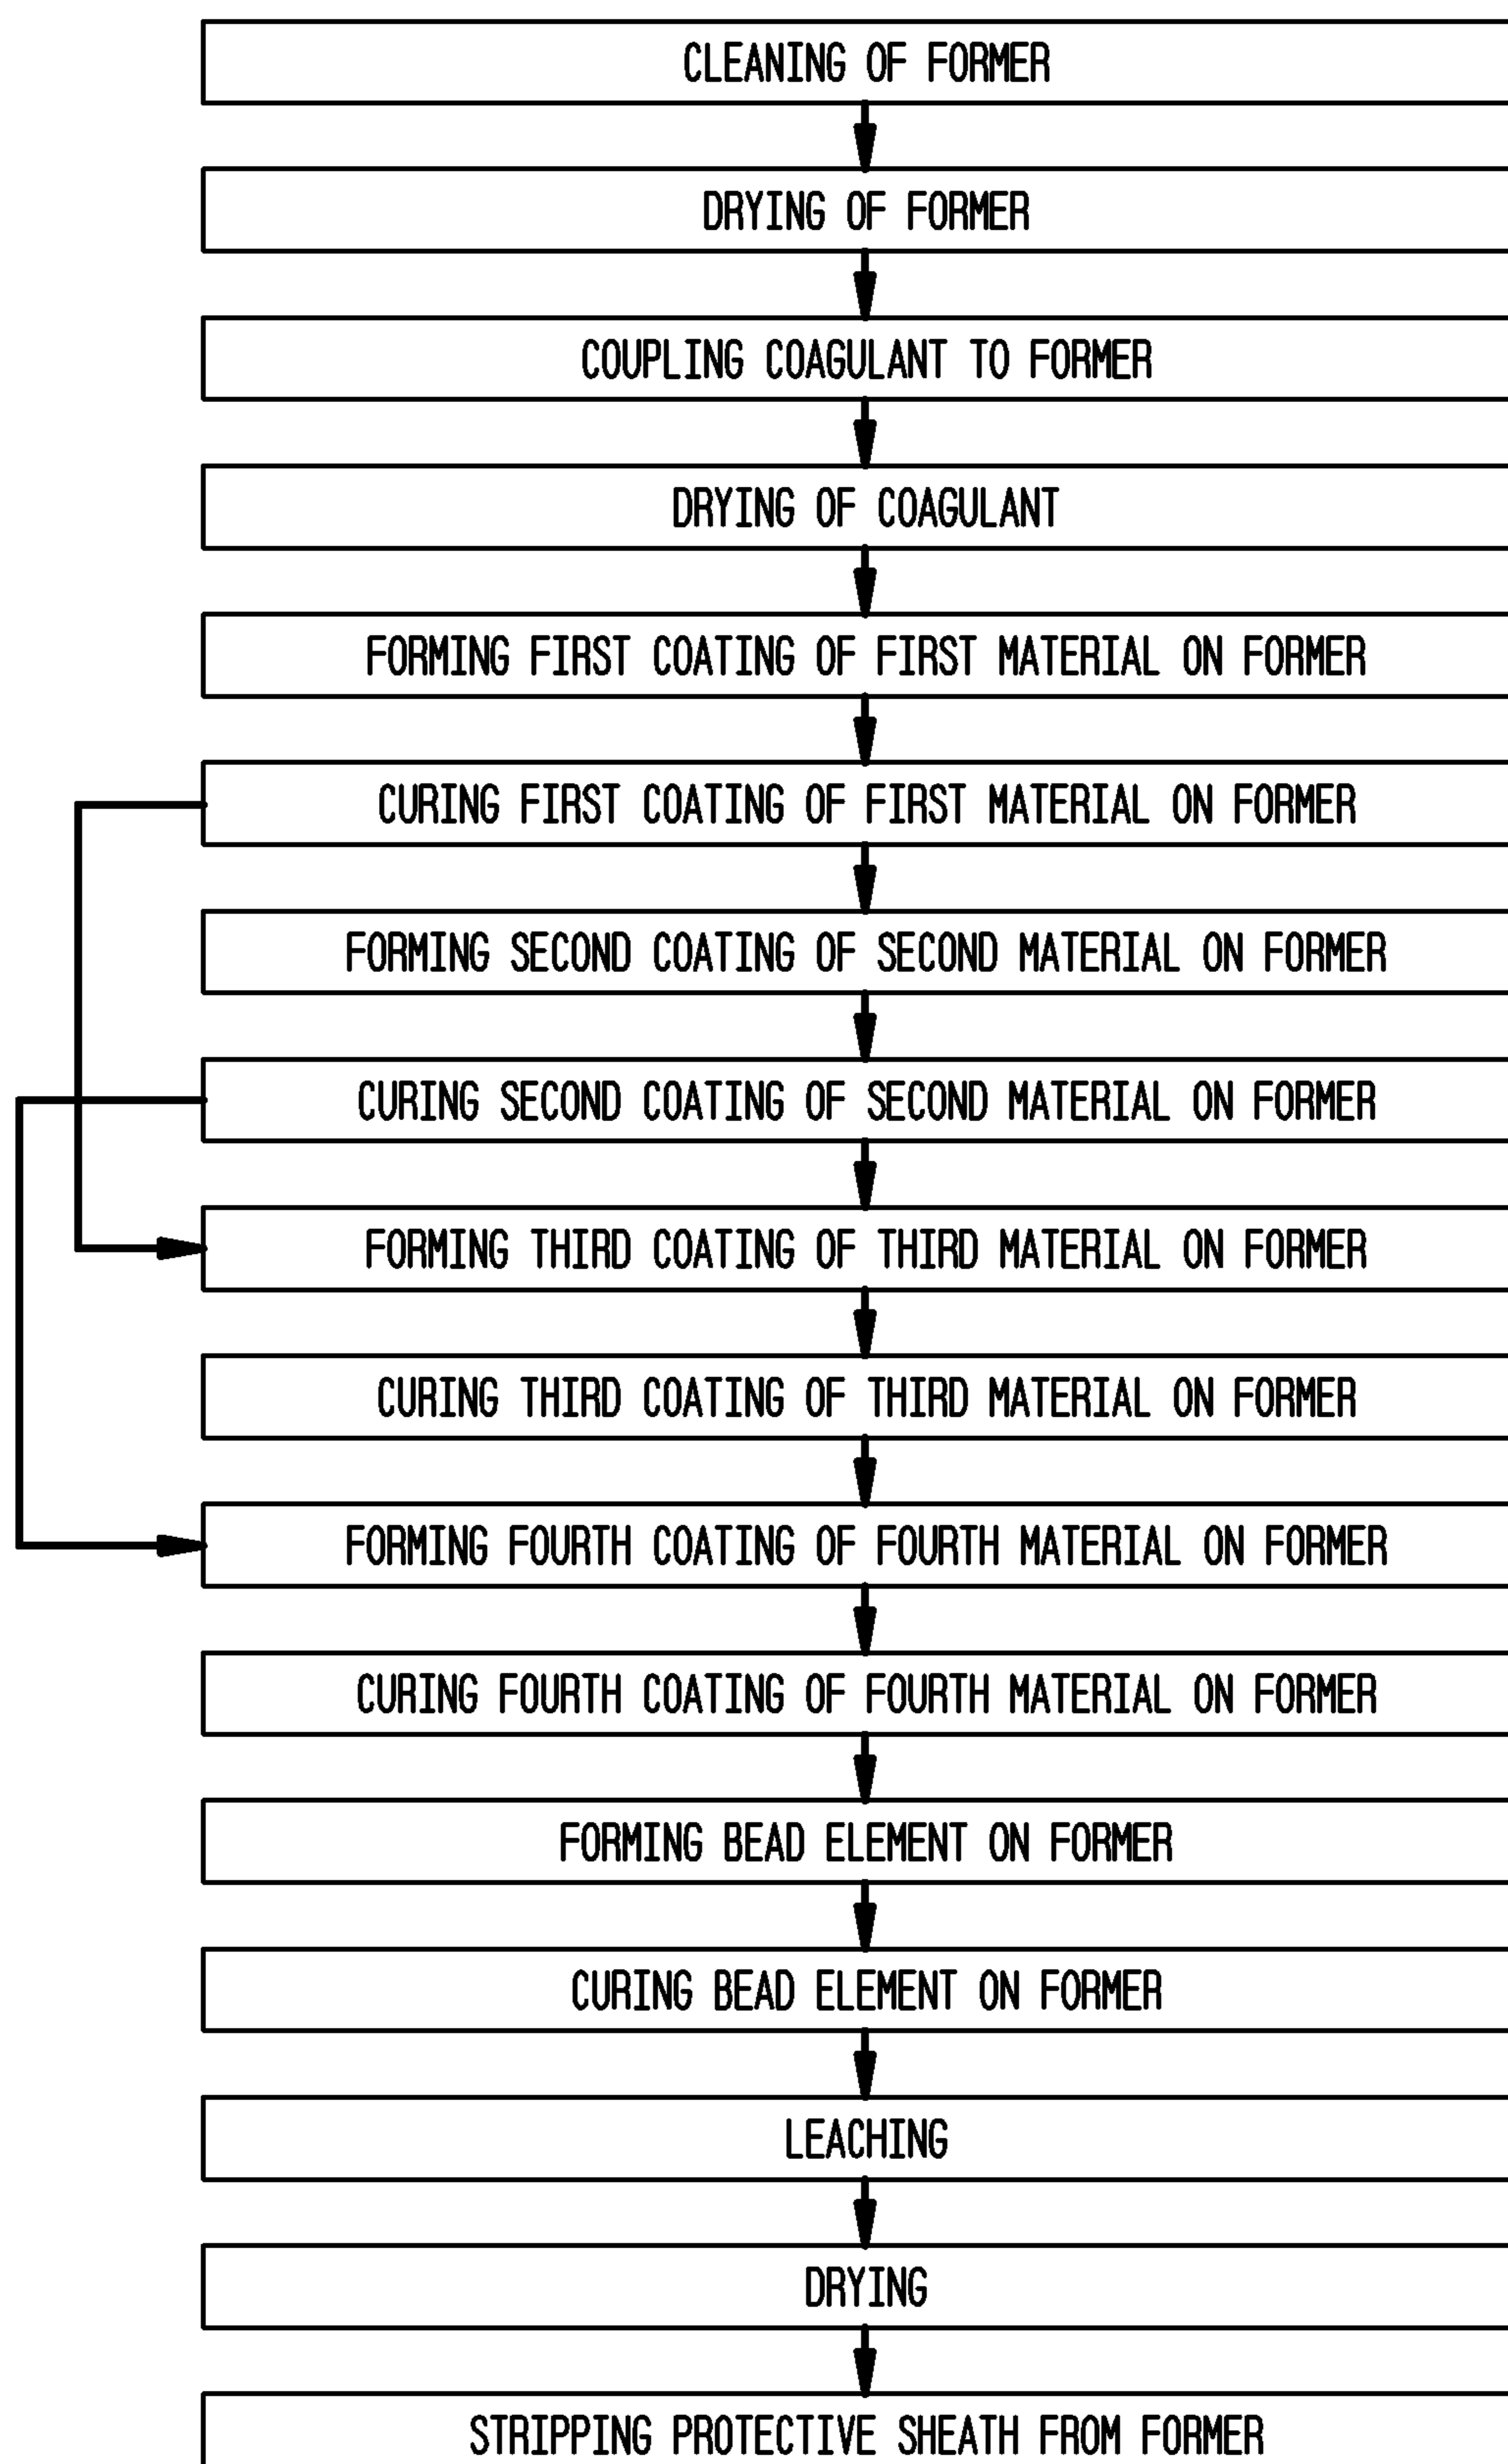 CLEANING OF FORMER
DRYING OF FORMER
COUPLING COAGULANT TO FORMER
DRYING OF COAGULANT
FORMING FIRST COATING OF FIRST MATERIAL ON FORMER
CURING FIRST COATING OF FIRST MATERIAL ON FORMER
FORMING SECOND COATING OF SECOND MATERIAL ON FORMER
CURING SECOND COATING OF SECOND MATERIAL ON FORMER
FORMING THIRD COATING OF THIRD MATERIAL ON FORMER
CURING THIRD COATING OF THIRD MATERIAL ON FORMER
FORMING FOURTH COATING OF FOURTH MATERIAL ON FORMER
CURING FOURTH COATING OF FOURTH MATERIAL ON FORMER
FORMING BEAD ELEMENT ON FORMER
CURING BEAD ELEMENT ON FORMER
LEACHING
DRYING
STRIPPING PROTECTIVE SHEATH FROM FORMER